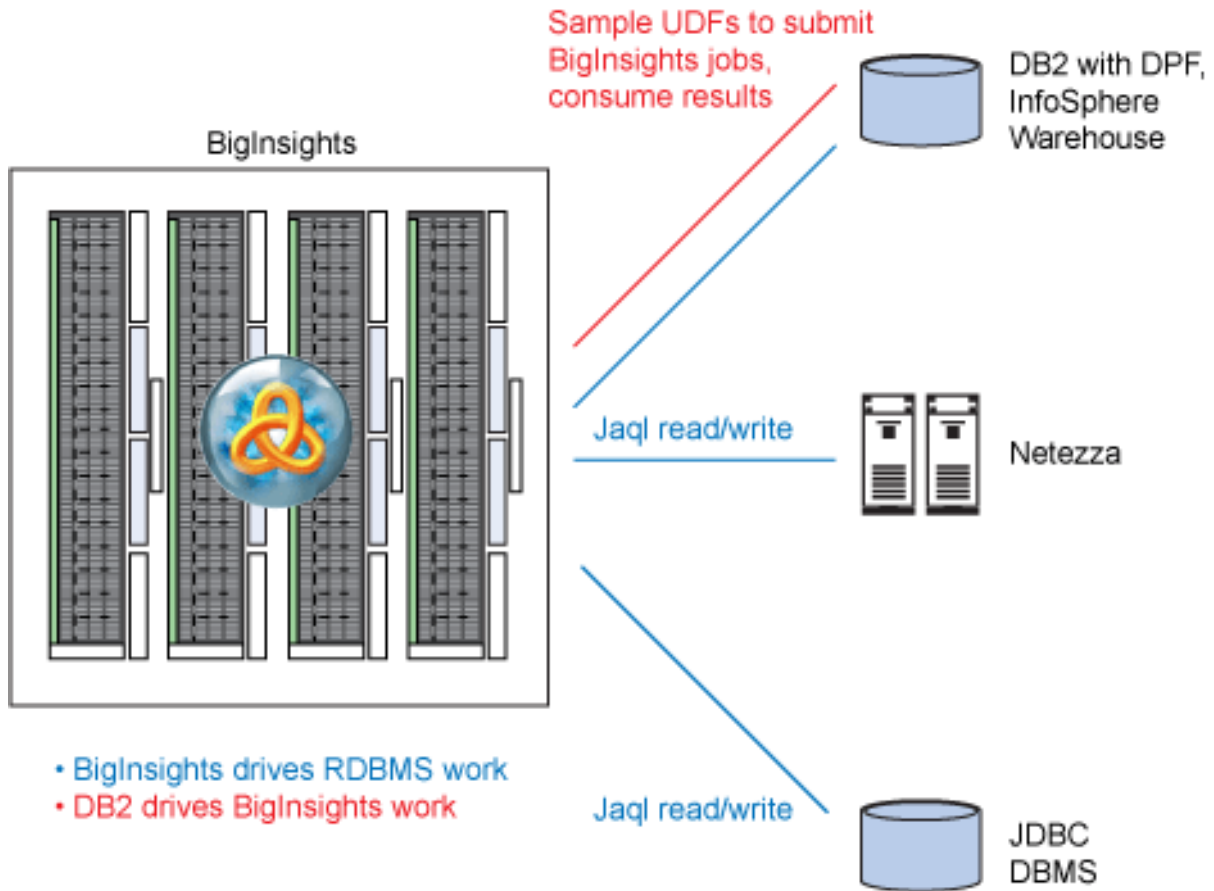 Sample UDFs to submit
BigInsights jobs,
consume results
DB2 with DPF,
InfoSphere
Warehouse
BigInsights
Jaql read/write
Netezza
• BigInsights drives RDBMS work
• DB2 drives BigInsights work
Jaql read/write
JDBC
DBMS